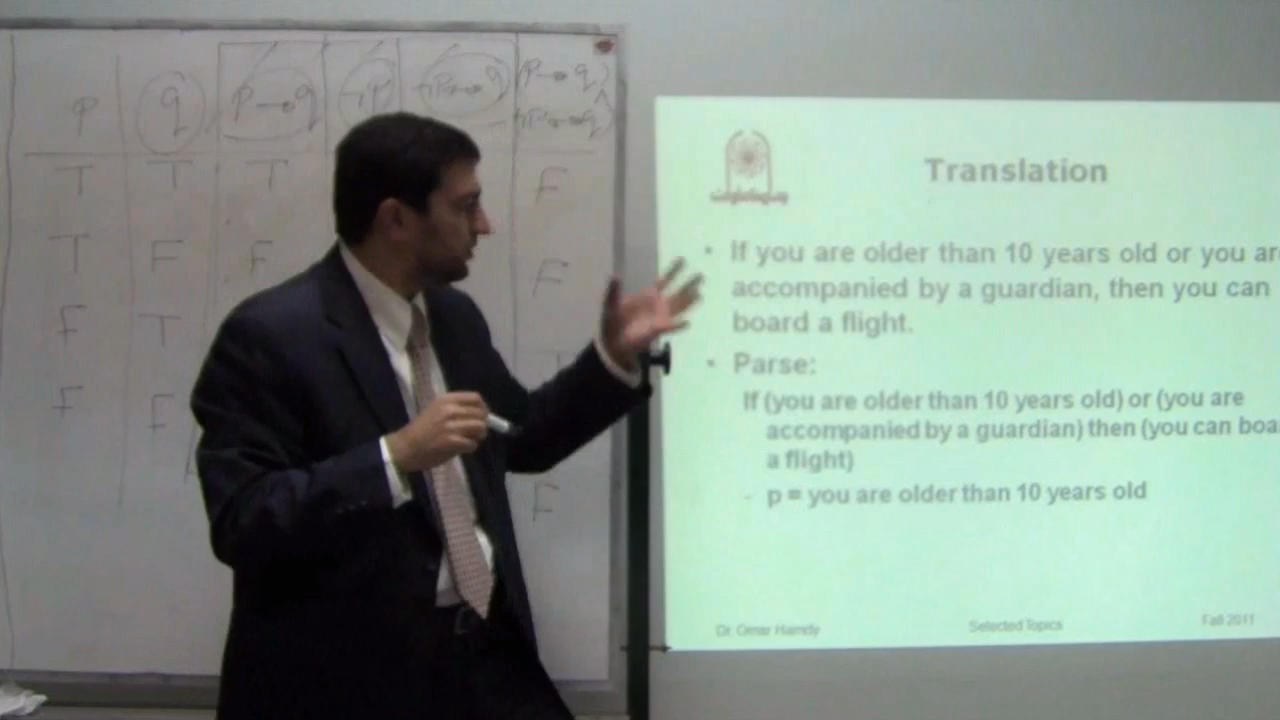 p q p→q ¬p ¬p→q (p→q)
∧
(¬p→q)
T T T F
T F F F
F T
F F
F
Translation
• If you are older than 10 years old or you are
accompanied by a guardian, then you can
board a flight.
• Parse:
If (you are older than 10 years old) or (you are
accompanied by a guardian) then (you can boa
a flight)
- p = you are older than 10 years old
Dr. Omar Hamdy Selected Topics Fall 2011